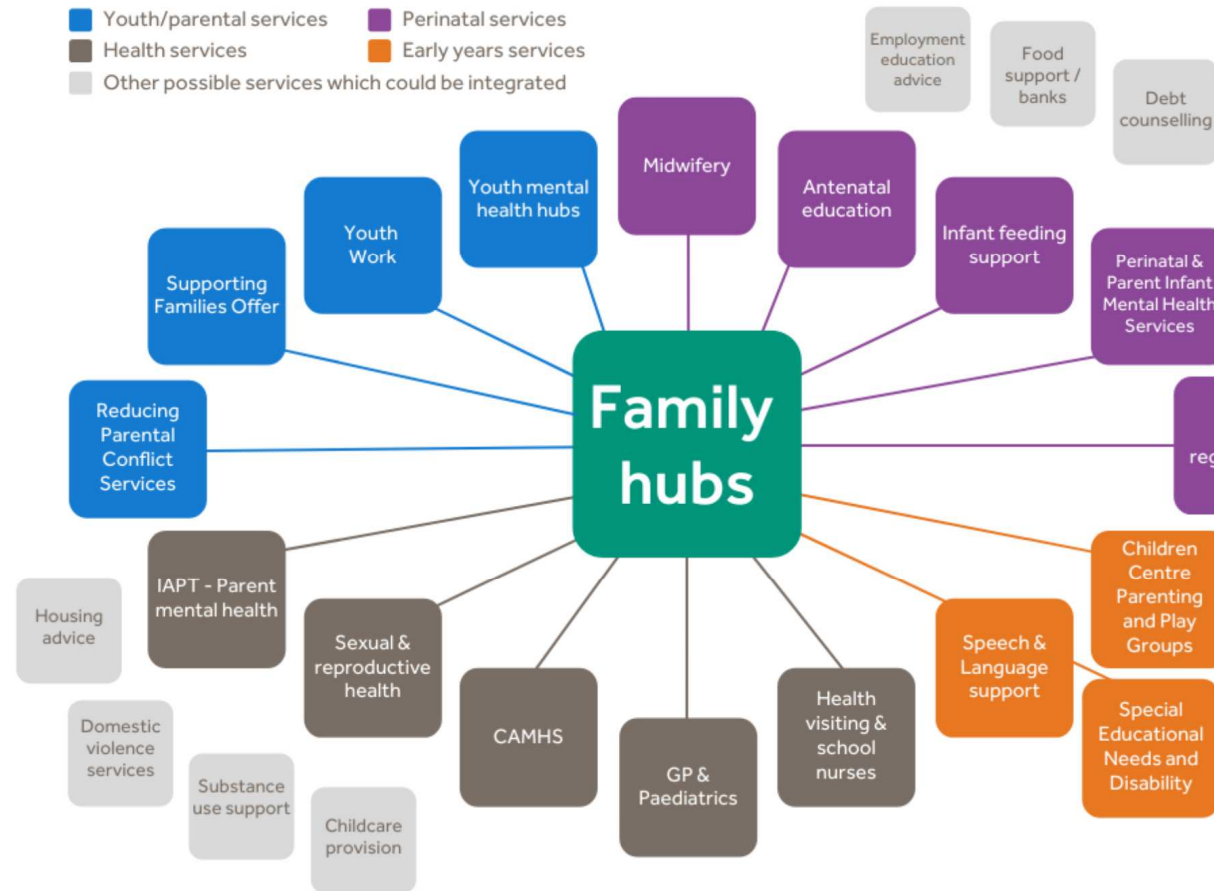 Youth/parental services
Perinatal services
Health services
Early years services
Other possible services which could be integrated
Employment
education
advice
Food
support /
banks
Debt
counselling
Midwifery
Youth mental
health hubs
Antenatal
education
Youth
Work
Infant feeding
support
Supporting
Families Offer
Perinatal &
Parent Infant
Mental Health
Services
Family
hubs
Reducing
Parental
Conflict
Services
IAPT - Parent
mental health
Children
Centre
Parenting
and Play
Groups
Housing
advice
Sexual &
reproductive
health
Speech &
Language
support
CAMHS
Health
visiting &
school
nurses
Special
Educational
Needs and
Disability
GP &
Paediatrics
Domestic
violence
services
Substance
use support
Childcare
provision